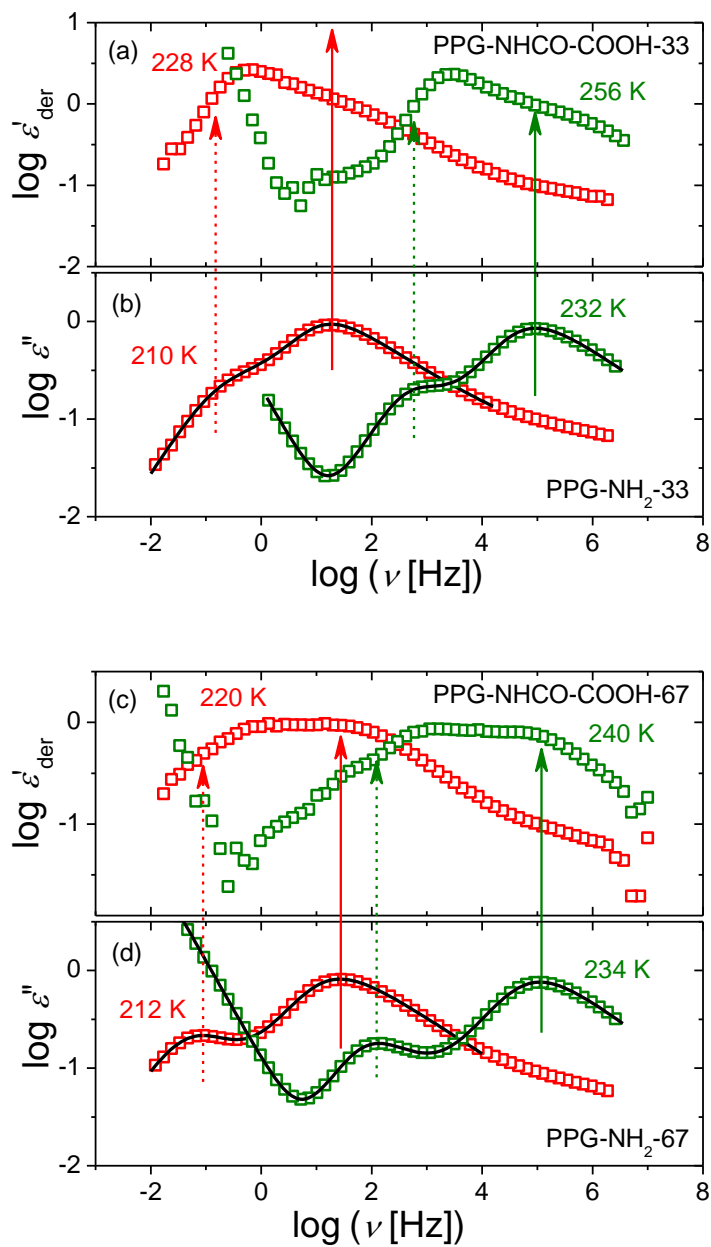 1
(a)
PPG-NHCO-COOH-33
228 K
256 K
0
-1
-2
log ε'der
(b)
0
210 K
232 K
-1
-2
log ε"
PPG-NH2-33
-2 0 2 4 6 8
log (ν [Hz])
(c)
PPG-NHCO-COOH-67
220 K
240 K
0
-1
log ε'der
(d)
0
212 K
234 K
-1
-2
log ε"
PPG-NH2-67
-2 0 2 4 6 8
log (ν [Hz])